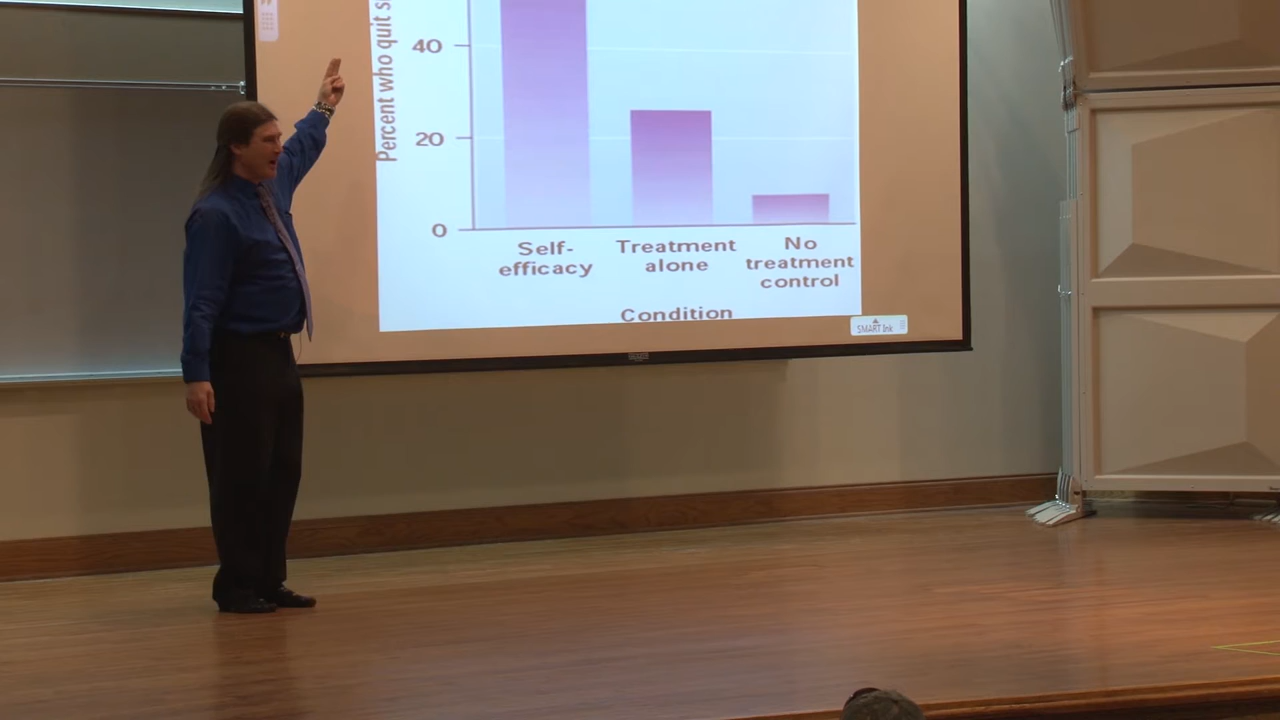 Percent who quit s
40
20
0
Self-
efficacy
Treatment
alone
No
treatment
control
Condition
SMART Ink